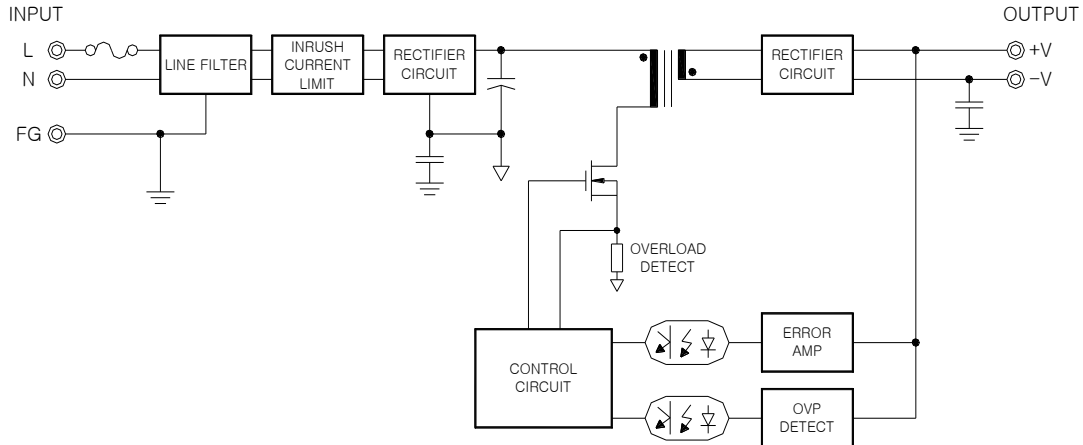 INPUT
OUTPUT
L
N
FG
LINE FILTER
INRUSH
CURRENT
LIMIT
RECTIFIER
CIRCUIT
RECTIFIER
CIRCUIT
+V
−V
OVERLOAD
DETECT
CONTROL
CIRCUIT
ERROR
AMP
OVP
DETECT